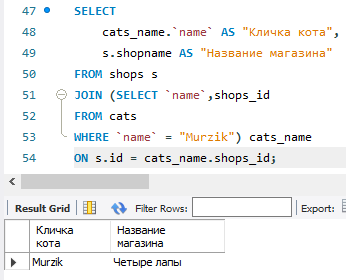 47 SELECT
48 cats_name.`name` AS "Кличка кота",
49 s.shopname AS "Название магазина"
50 FROM shops s
51 JOIN (SELECT `name`,shops_id
52 FROM cats
53 WHERE `name` = "Murzik") cats_name
54 ON s.id = cats_name.shops_id;
Result Grid Filter Rows: Export:
Кличка Название
кота магазина
Murzik Четыре лапы